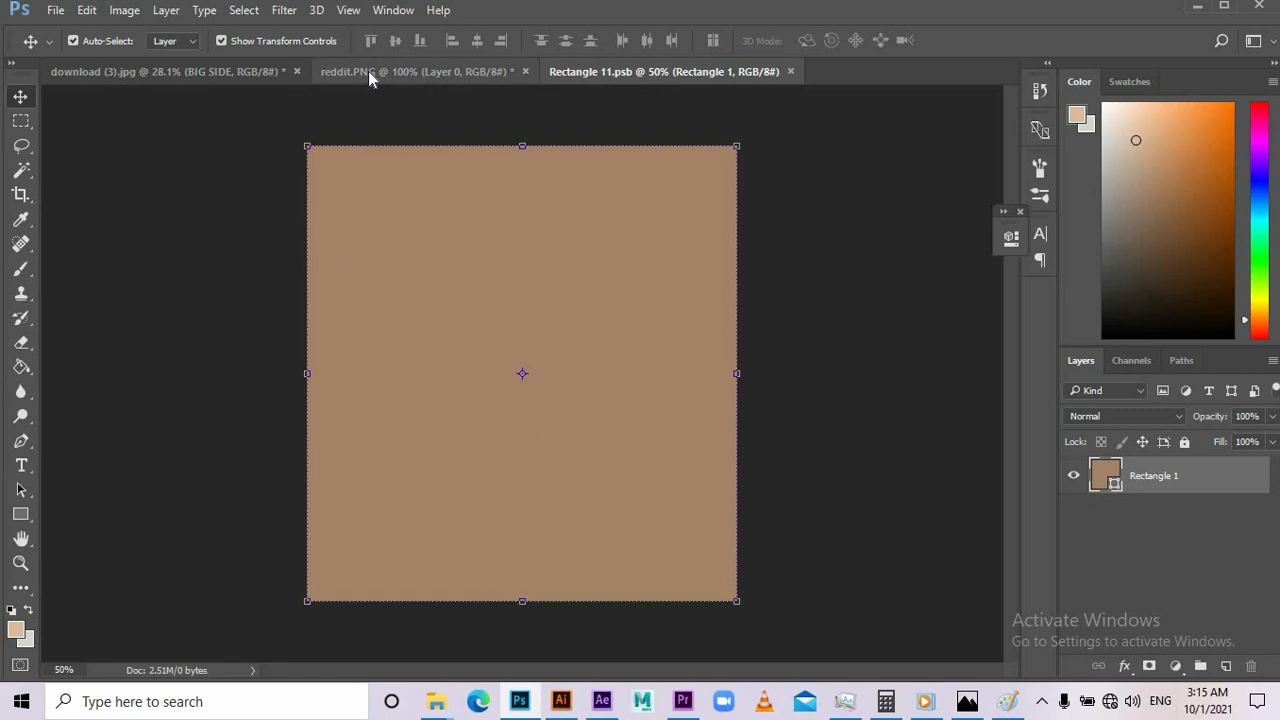 Ps File Edit Image Layer Type Select Filter 3D View Window Help
Auto-Select: Layer Show Transform Controls 3D Mode:
download (3).jpg @ 28.1% (BIG SIDE, RGB/8#) * × reddit.PNG @ 100% (Layer 0, RGB/8#) * × Rectangle 11.psb @ 50% (Rectangle 1, RGB/8#) ×
Color Swatches
Layers Channels Paths
Kind
Normal Opacity: 100%
Lock: Fill: 100%
Rectangle 1
Activate Windows
Go to Settings to activate Windows.
50% Doc: 2.51M/0 bytes
Type here to search
Ps Ai Ae M Pr
ENG
3:15 AM
10/1/2021